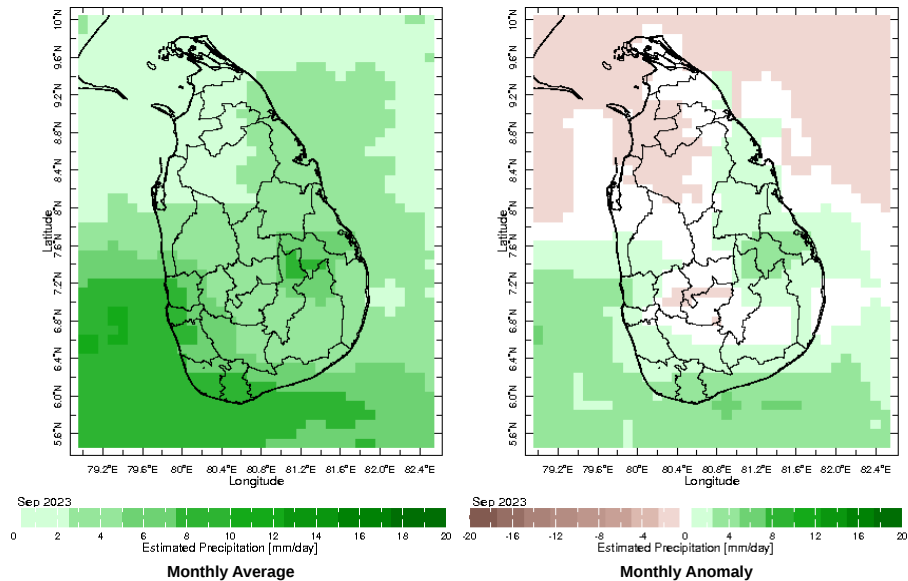 10°N
9.6°N
9.2°N
8.8°N
8.4°N
8°N
7.6°N
7.2°N
6.8°N
6.4°N
6.0°N
5.6°N
Latitude
79.2°E 79.6°E 80°E 80.4°E 80.8°E 81.2°E 81.6°E 82.0°E 82.4°E
Longitude
Sep 2023
0 2 4 6 8 10 12 14 16 18 20
Estimated Precipitation [mm/day]
Monthly Average
10°N
9.6°N
9.2°N
8.8°N
8.4°N
8°N
7.6°N
7.2°N
6.8°N
6.4°N
6.0°N
5.6°N
Latitude
79.2°E 79.6°E 80°E 80.4°E 80.8°E 81.2°E 81.6°E 82.0°E 82.4°E
Longitude
Sep 2023
-20 -16 -12 -8 -4 0 4 8 12 16 20
Estimated Precipitation [mm/day]
Monthly Anomaly